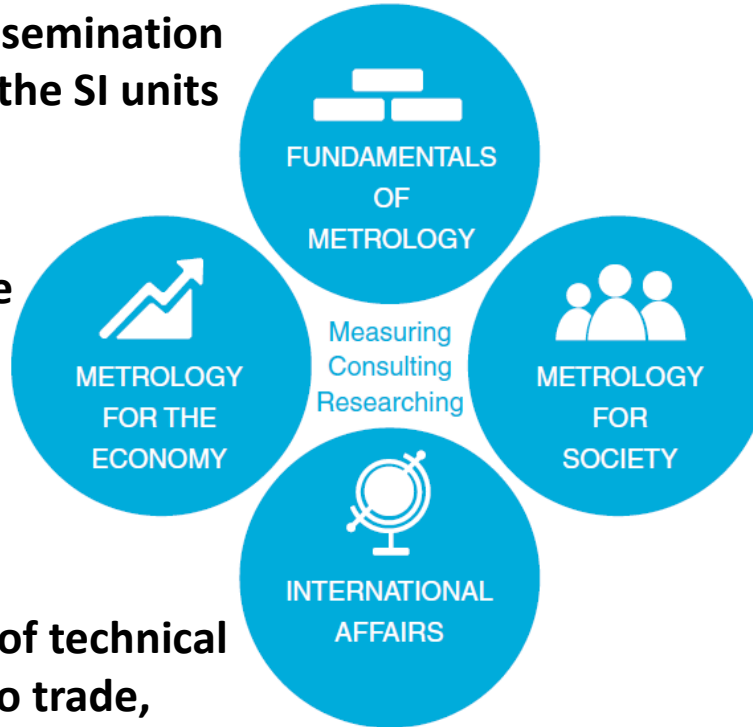 semination
the SI units
FUNDAMENTALS
OF
METROLOGY
e
METROLOGY
FOR THE
ECONOMY
Measuring
Consulting
Researching
METROLOGY
FOR
SOCIETY
INTERNATIONAL
AFFAIRS
of technical
o trade,